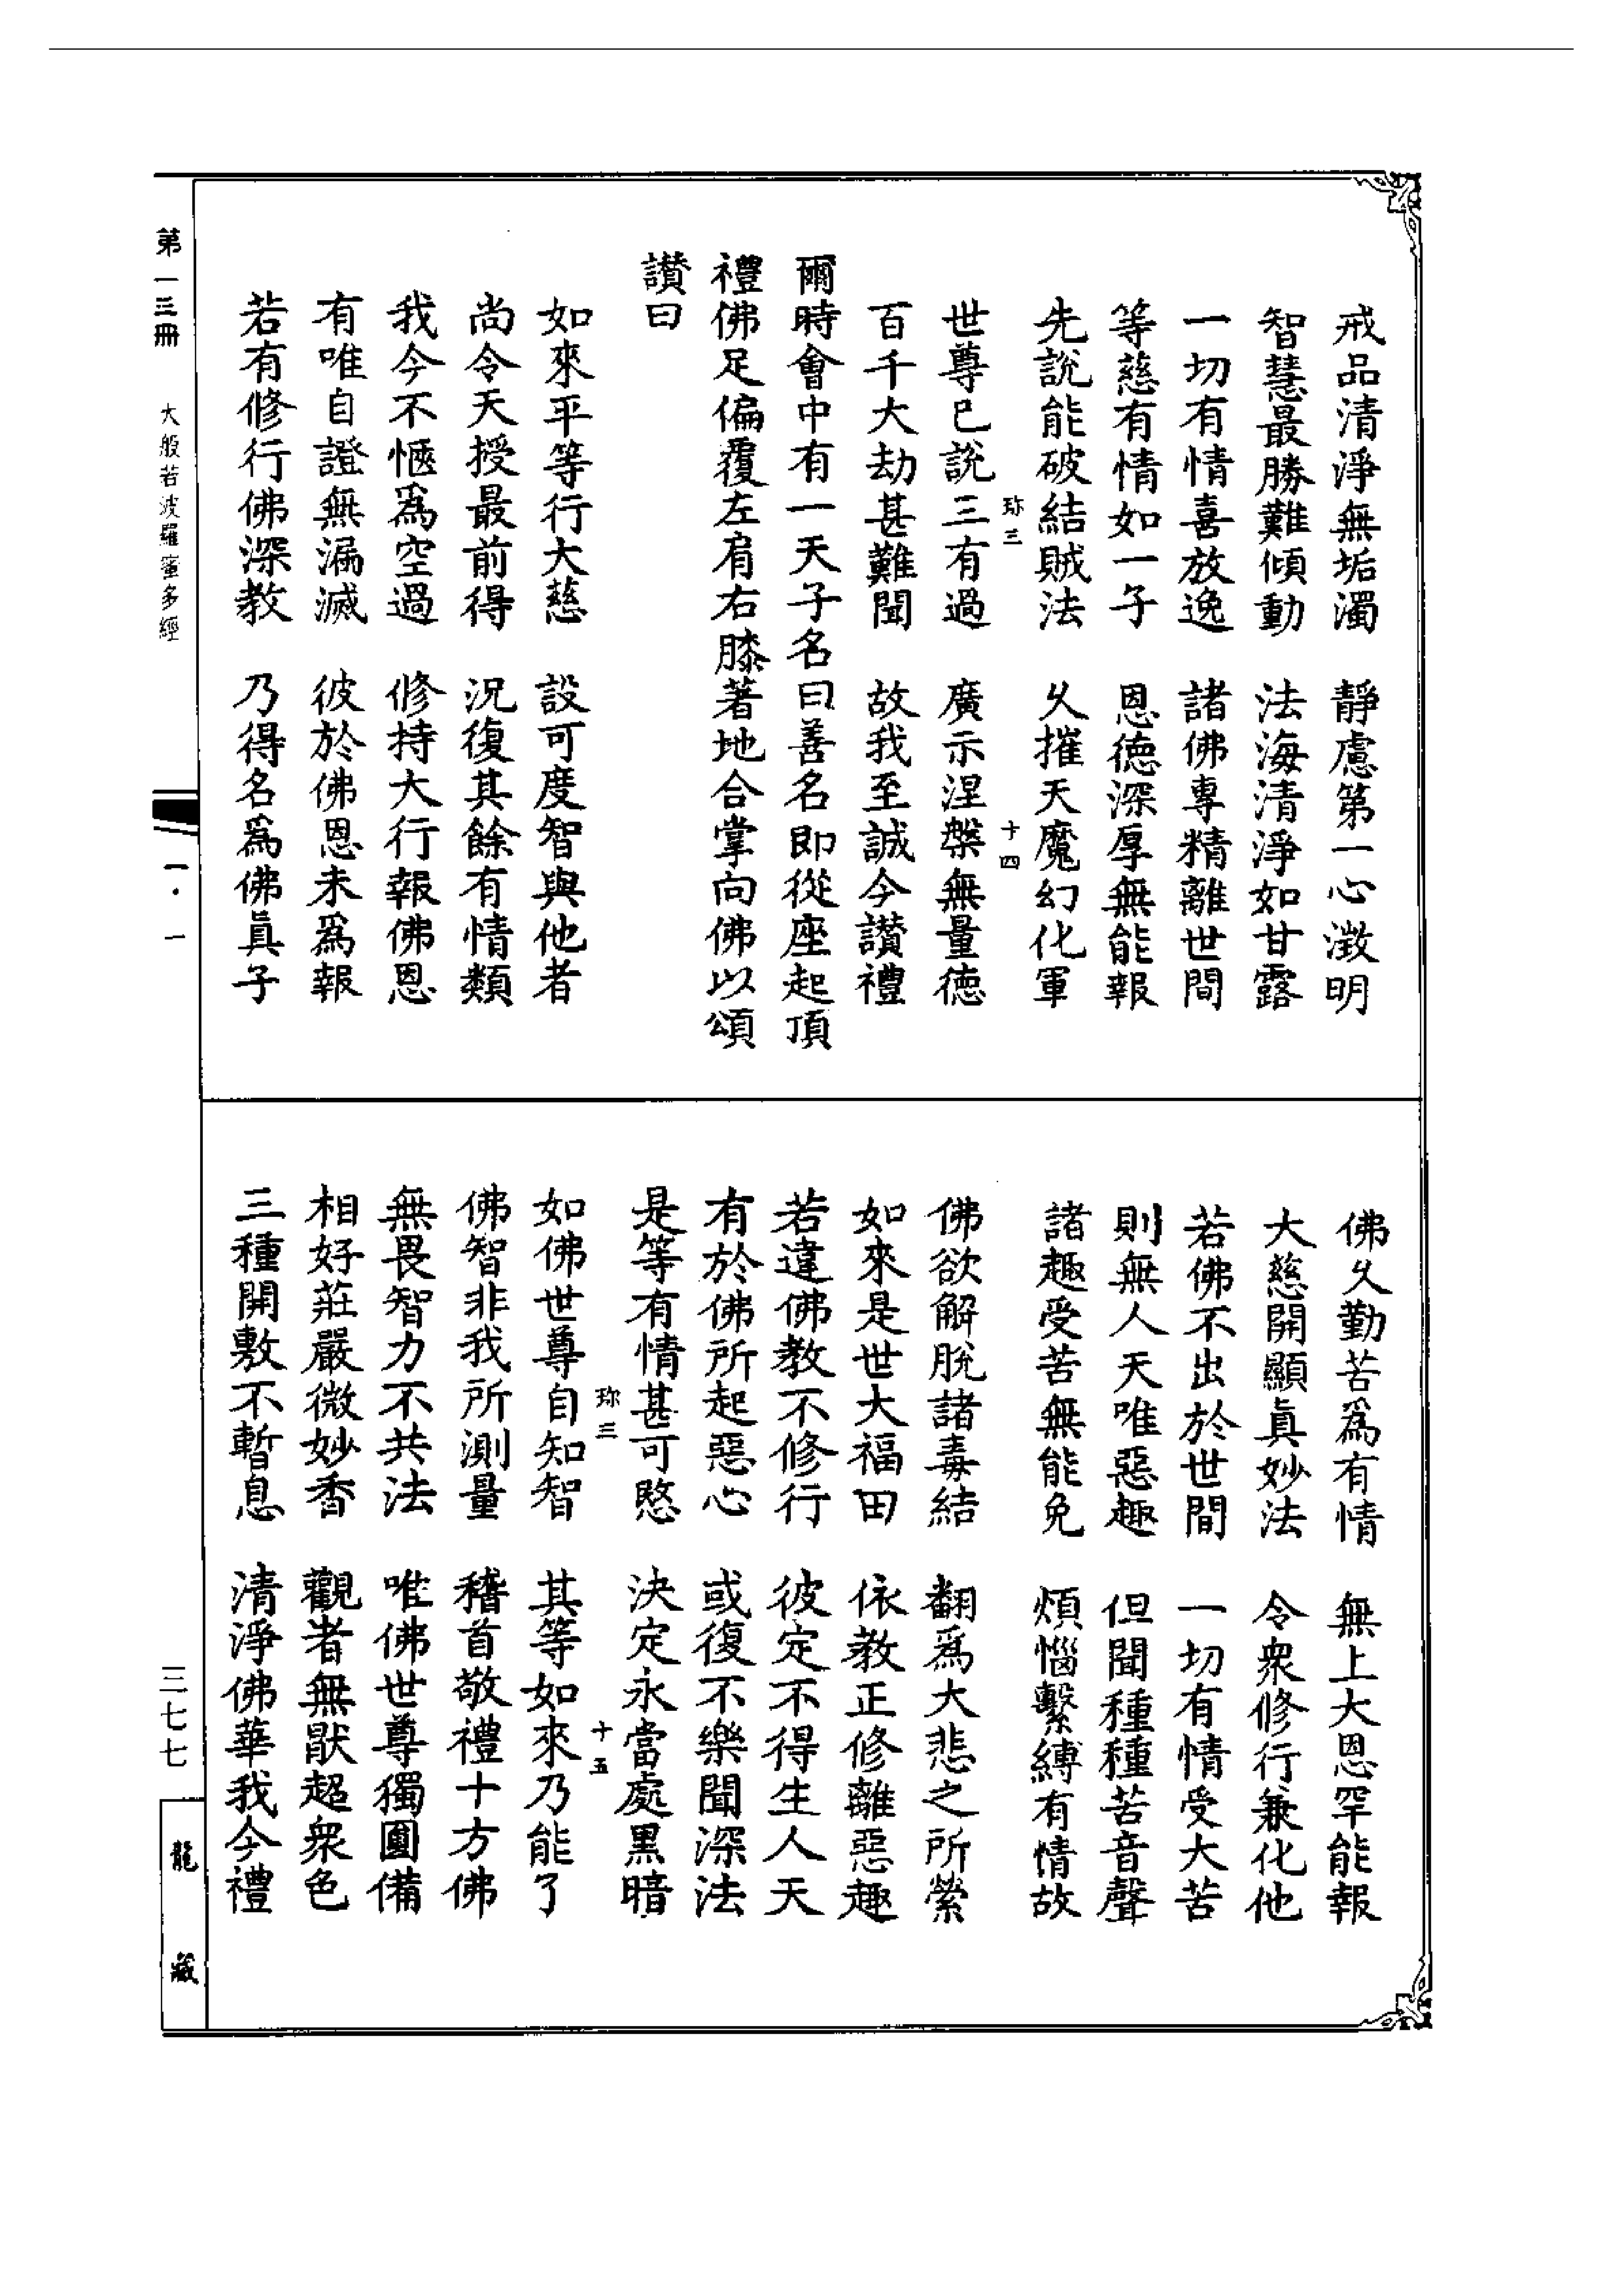 戒品清淨無垢濁　靜慮第一心澂明
智慧最勝難傾動　法海清淨如甘露
一切有情喜放逸　諸佛專精離世間
等慈有情如一子　恩德深厚無能報
先說能破結賊法　久摧天魔幻化軍
珎三　十四
世尊已說三有過　廣示涅槃無量德
百千大劫甚難聞　故我至誠今讚禮
爾時會中有一天子名曰善名即從座起頂
禮佛足偏覆左肩右膝著地合掌向佛以頌
讚曰
如來平等行大慈　設可度智與他者
尚令天授最前得　況復其餘有情類
我今不愜爲空過　修持大行報佛恩
有唯自證無漏滅　彼於佛恩未爲報
若有修行佛深教　乃得名爲佛眞子
佛久勤苦爲有情　無上大恩罕能報
大慈開顯眞妙法　令衆修行兼化他
若佛不出於世間　一切有情受大苦
則無人天唯惡趣　但聞種種苦音聲
諸趣受苦無能免　煩惱繫縛有情故
佛欲解脫諸毒結　翻爲大悲之所縈
如來是世大福田　依教正修離惡趣
若違佛教不修行　彼定不得生人天
有於佛所起惡心　或復不樂聞深法
是等有情甚可愍　決定永當處黑暗
珎三　十五
如佛世尊自知智　其等如來乃能了
佛智非我所測量　稽首敬禮十方佛
無畏智力不共法　唯佛世尊獨圓備
相好莊嚴微妙香　觀者無猒超衆色
三種開敷不暫息　清淨佛華我今禮
第一三冊　大般若波羅蜜多經　一・一　三七七　龍藏